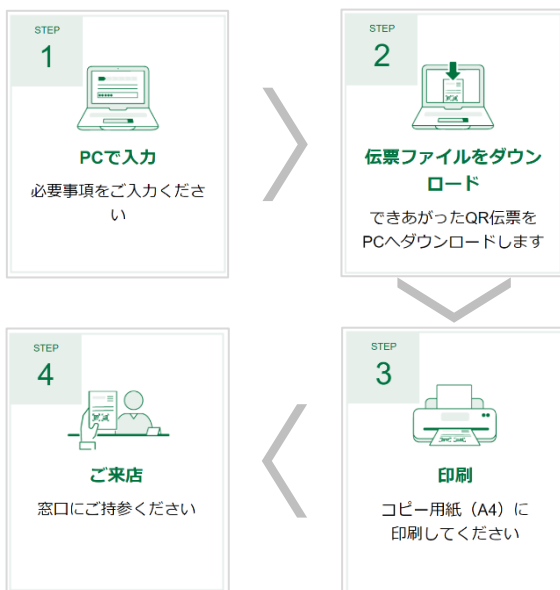 STEP
1
PCで入力
必要事項をご入力くださ
い
STEP
2
伝票ファイルをダウン
ロード
できあがったQR伝票を
PCへダウンロードします
STEP
3
印刷
コピー用紙（A4）に
印刷してください
STEP
4
ご来店
窓口にご持参ください